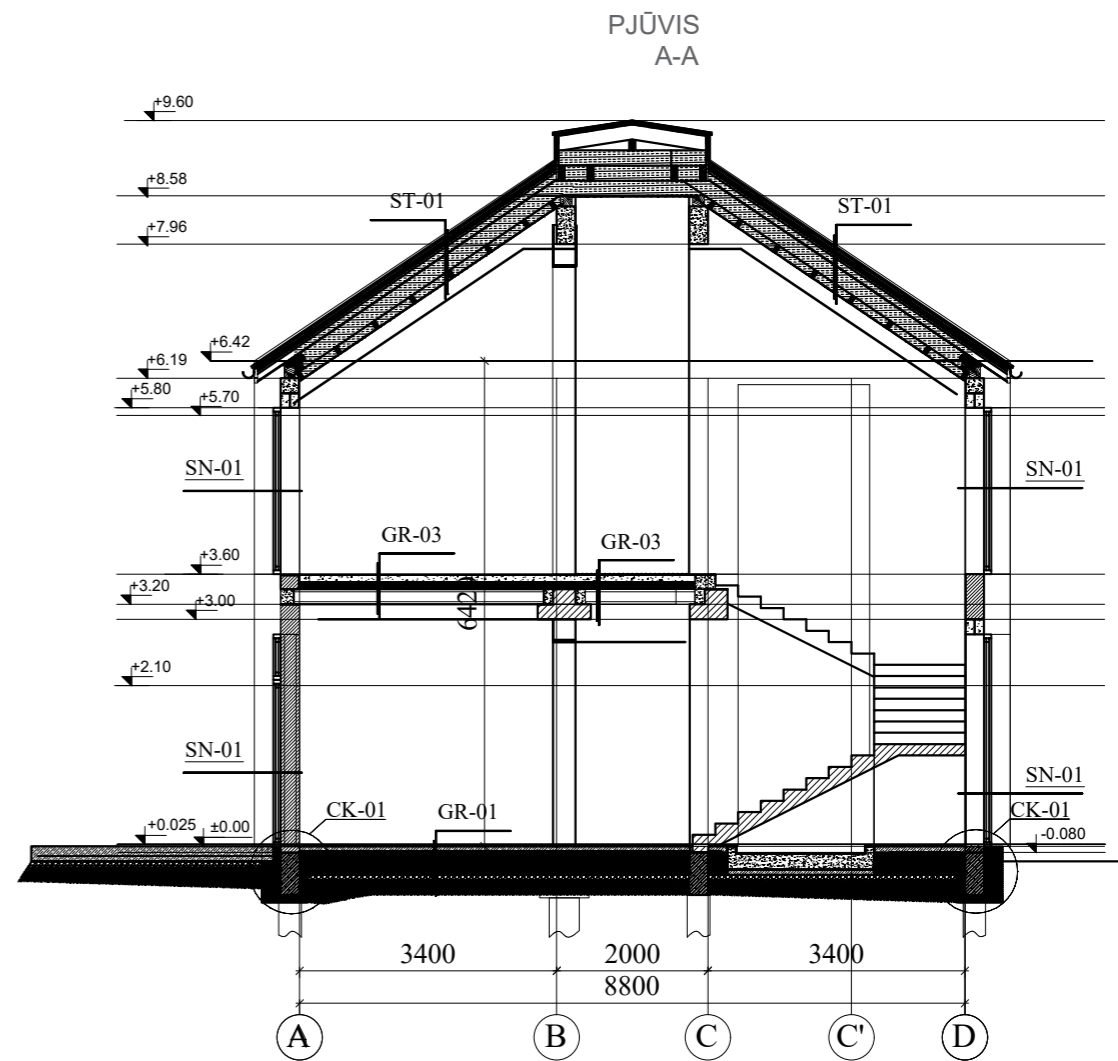 PJŪVIS
A-A
+9.60
+8.58
ST-01
ST-01
+7.96
+6.42
+6.19
+5.80
+5.70
SN-01
SN-01
GR-03
GR-03
+3.60
+3.20
+3.00
6420
+2.10
SN-01
SN-01
CK-01
GR-01
CK-01
+0.025
±0.00
-0.080
3400
2000
3400
8800
A
B
C
C'
D